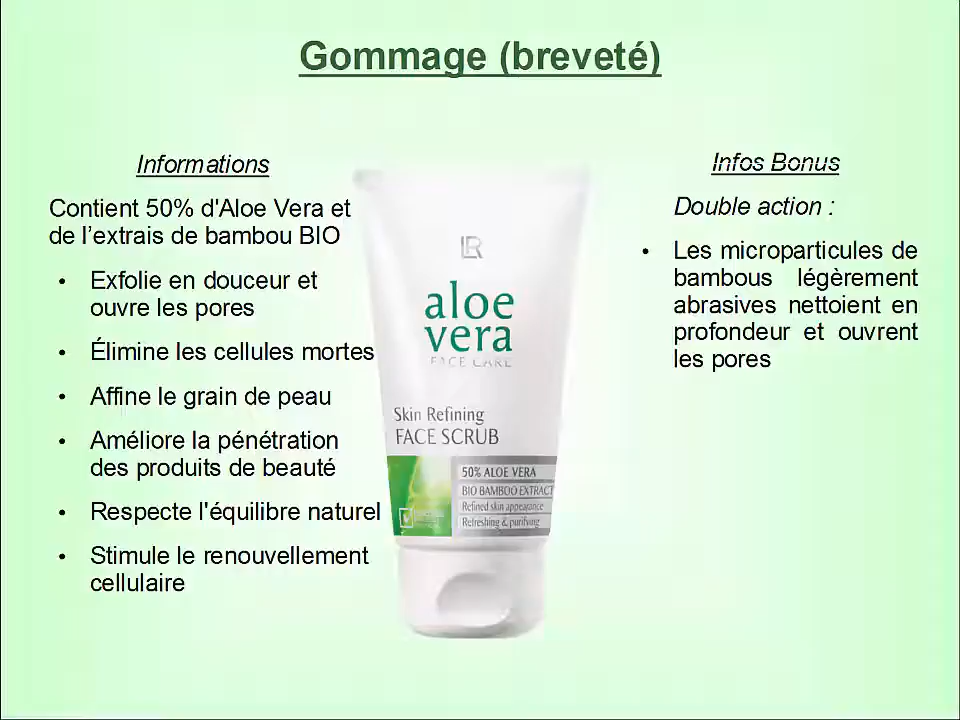 Gommage (breveté)
Informations
Contient 50% d'Aloe Vera et
de l’extrais de bambou BIO
• Exfolie en douceur et
ouvre les pores
• Élimine les cellules mortes
• Affine le grain de peau
• Améliore la pénétration
des produits de beauté
• Respecte l'équilibre naturel
• Stimule le renouvellement
cellulaire
LR
aloe
vera
FACE CARE
Skin Refining
FACE SCRUB
50% ALOE VERA
BIO BAMBOO EXTRACT
Refined skin appearance
Refreshing & purifying
Infos Bonus
Double action :
• Les microparticules de
bambous légèrement
abrasives nettoient en
profondeur et ouvrent
les pores